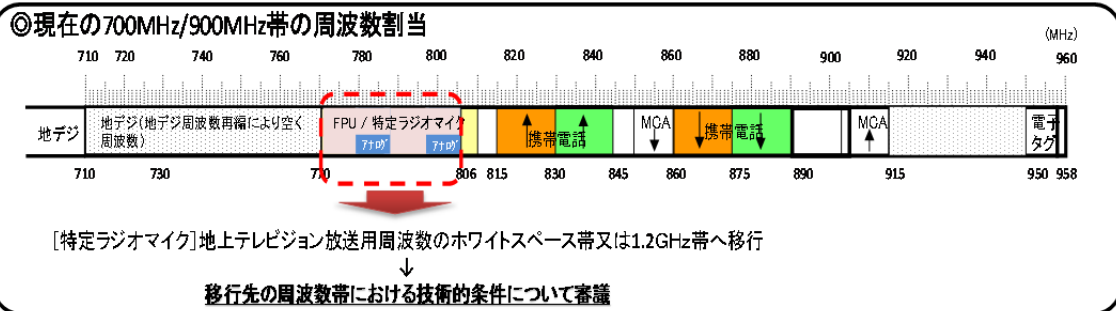 ◎現在の700MHz/900MHz帯の周波数割当
(MHz)
710 720 740 760 780 800 820 840 860 880 900 920 940 960
地デジ
地デジ(地デジ周波数再編により空く
周波数)
FPU / 特定ラジオマイク
アナログ アナログ
携帯電話
MCA
携帯電話
MCA
電子
タグ
710 730 770 806 815 830 845 860 875 890 915 950 958
[特定ラジオマイク]地上テレビジョン放送用周波数のホワイトスペース帯又は1.2GHz帯へ移行
↓
移行先の周波数帯における技術的条件について審議